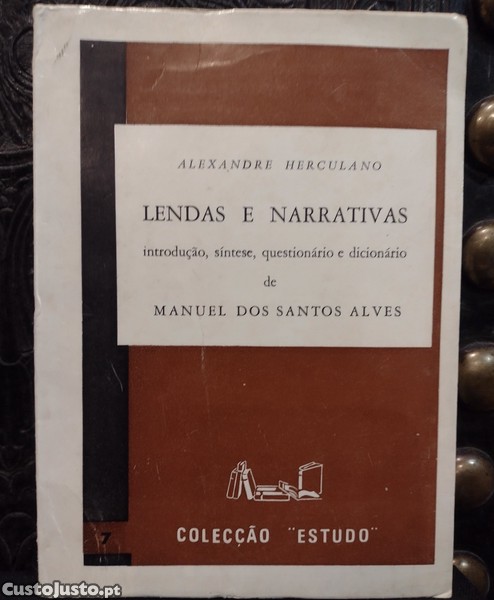 ALEXANDRE HERCULANO
LENDAS E NARRATIVAS
introdução, síntese, questionário e dicionário
de
MANUEL DOS SANTOS ALVES
7
COLECÇÃO "ESTUDO"
CustoJusto.pt